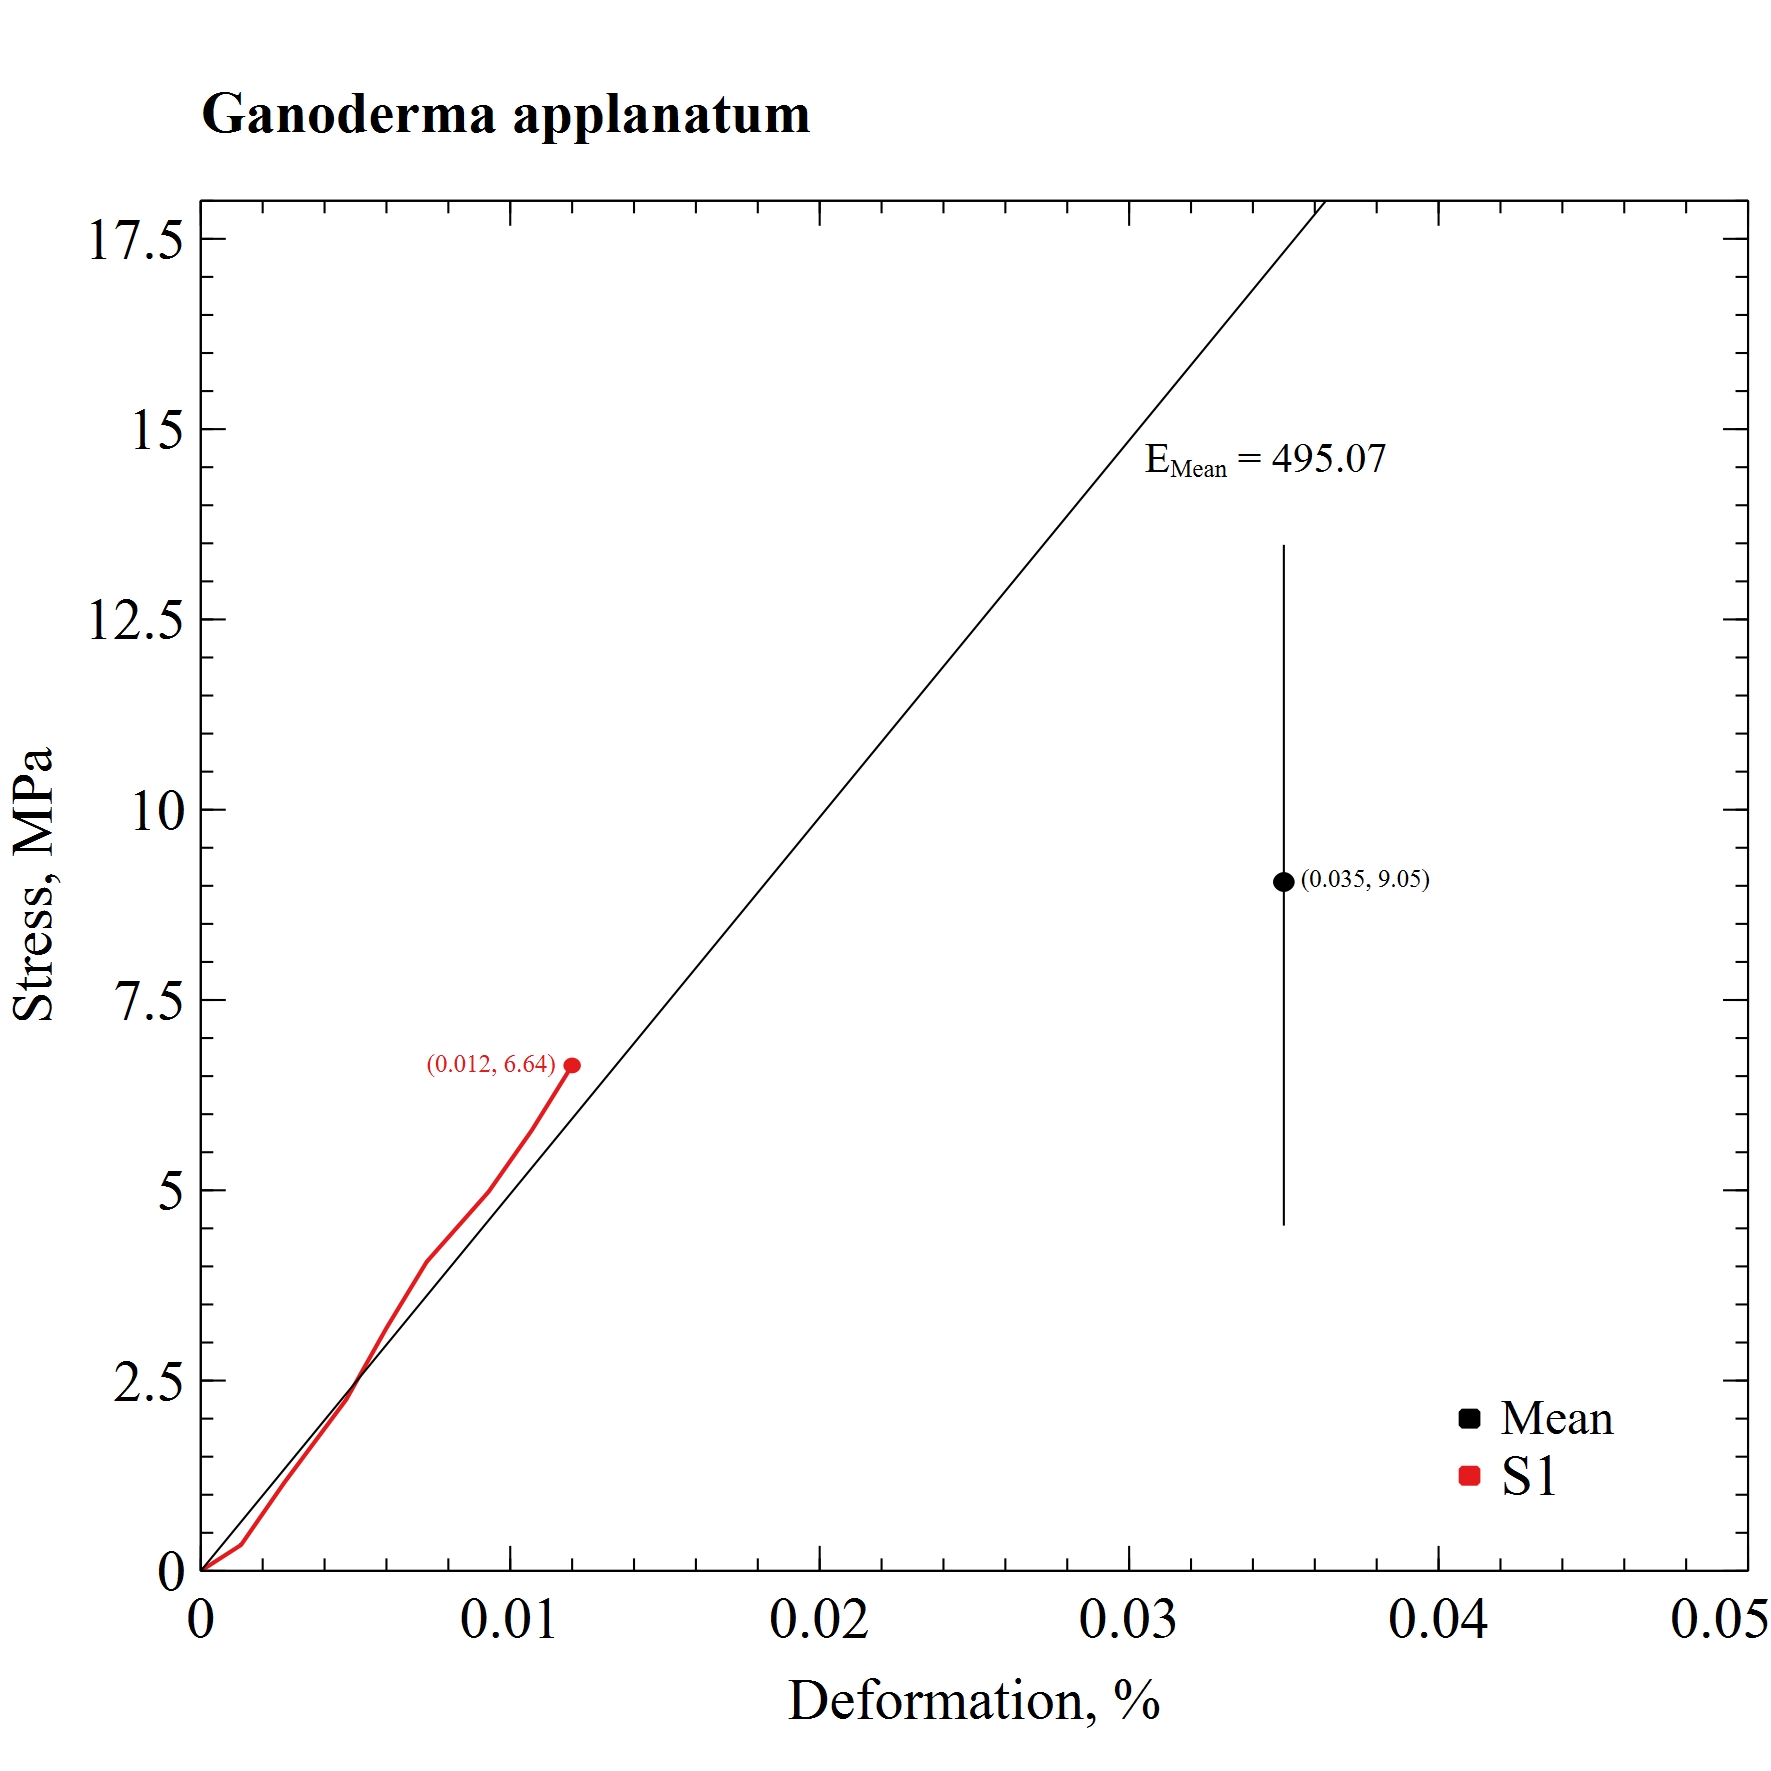 Ganoderma applanatum
17.5
15
12.5
10
7.5
5
2.5
0
Stress, MPa
E_Mean = 495.07
(0.035, 9.05)
(0.012, 6.64)
Mean
S1
0 0.01 0.02 0.03 0.04 0.05
Deformation, %